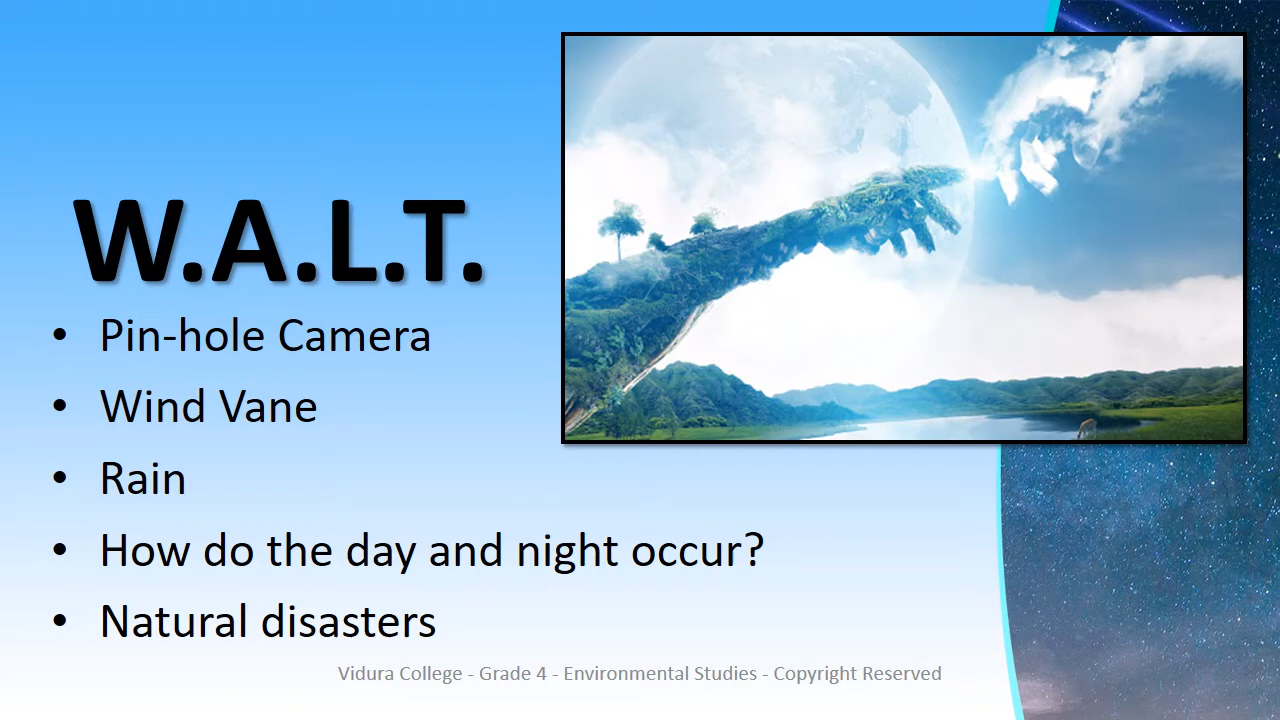 W.A.L.T.
• Pin-hole Camera
• Wind Vane
• Rain
• How do the day and night occur?
• Natural disasters
Vidura College - Grade 4 - Environmental Studies - Copyright Reserved